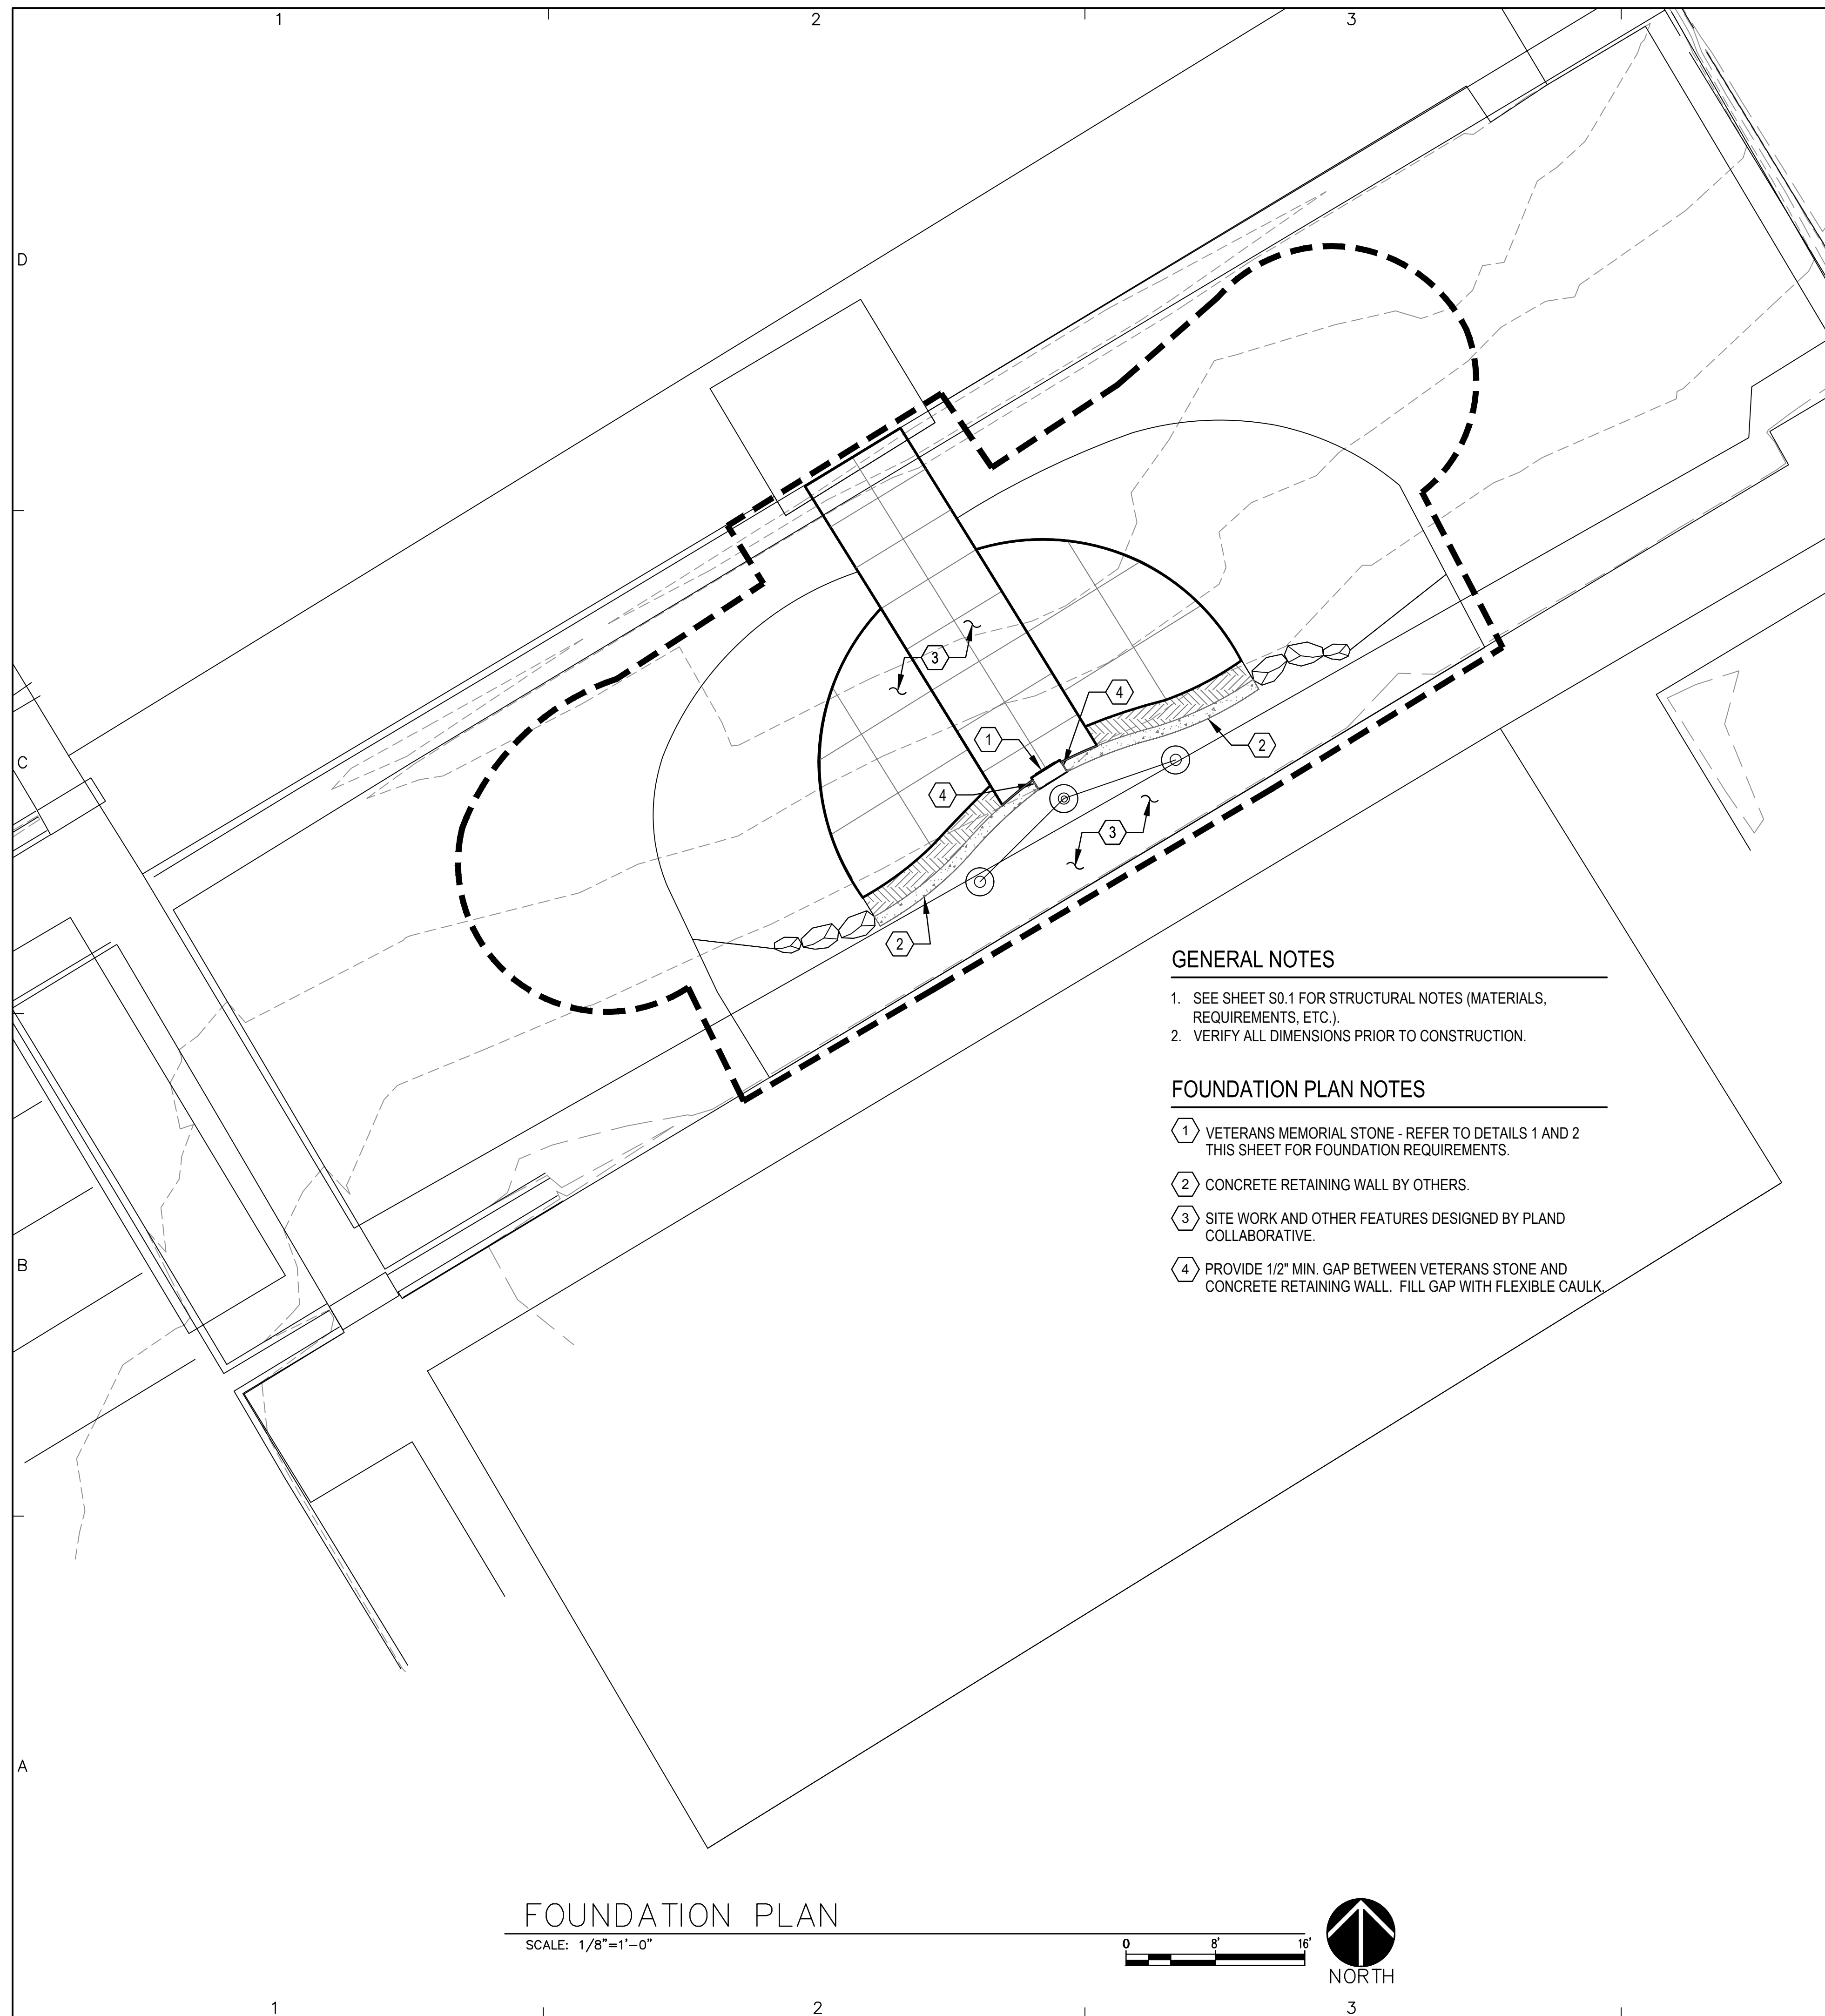 1 2 3
D
3
4
1
2
4
C
3
2
GENERAL NOTES
1. SEE SHEET S0.1 FOR STRUCTURAL NOTES (MATERIALS,
REQUIREMENTS, ETC.).
2. VERIFY ALL DIMENSIONS PRIOR TO CONSTRUCTION.
FOUNDATION PLAN NOTES
1 VETERANS MEMORIAL STONE - REFER TO DETAILS 1 AND 2
THIS SHEET FOR FOUNDATION REQUIREMENTS.
2 CONCRETE RETAINING WALL BY OTHERS.
3 SITE WORK AND OTHER FEATURES DESIGNED BY PLAND
COLLABORATIVE.
B
4 PROVIDE 1/2" MIN. GAP BETWEEN VETERANS STONE AND
CONCRETE RETAINING WALL. FILL GAP WITH FLEXIBLE CAULK.
A
FOUNDATION PLAN
SCALE: 1/8"=1'-0"
0 8' 16'
NORTH
1 2 3